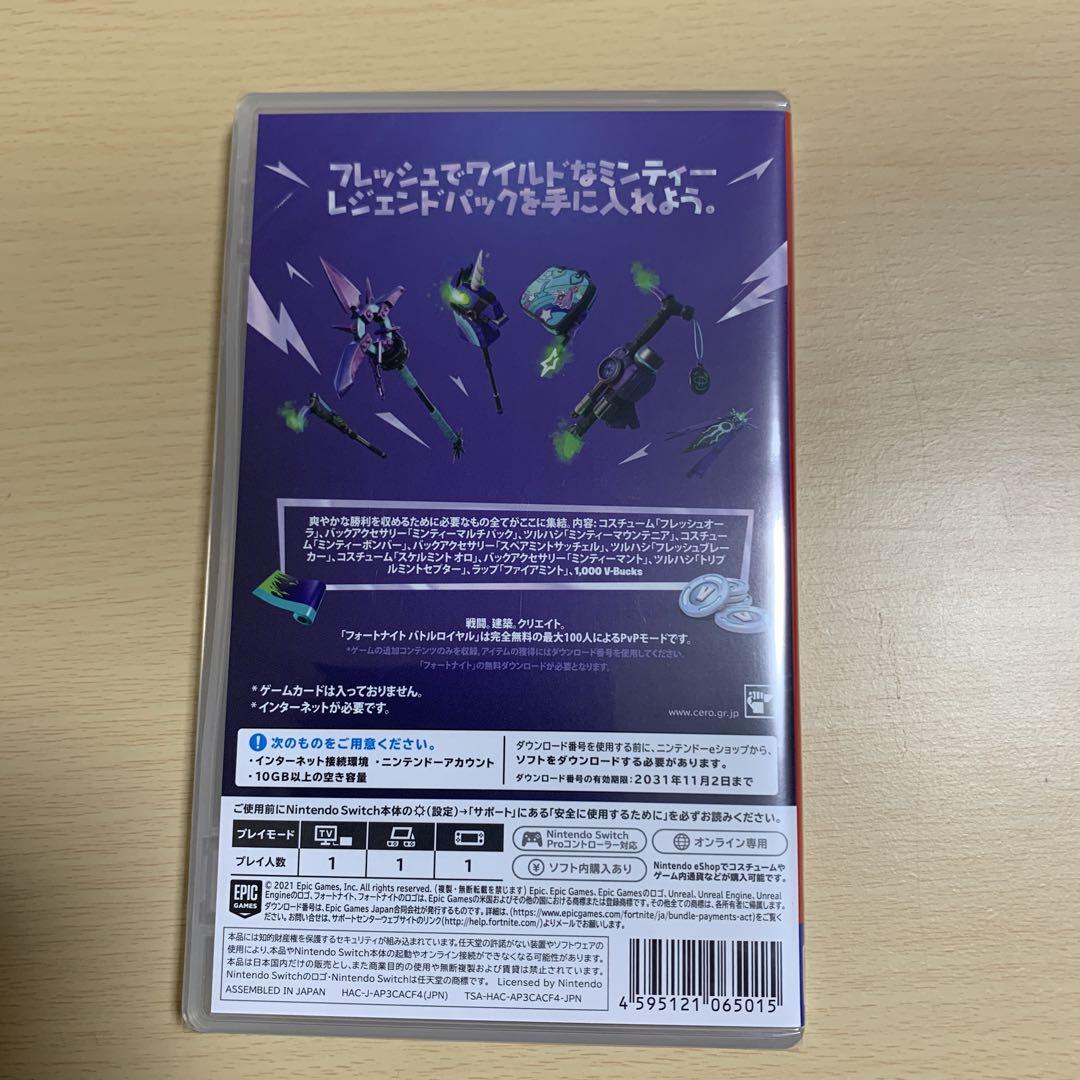 フレッシュでワイルドなミンティー
レジェンドパックを手に入れよう。
爽やかな勝利を収めるために必要なもの全てがここに集結。内容:コスチューム「フレッシュオー
ラ」、バックアクセサリー「ミンティーマルチパック」、ツルハシ「ミンティーマウンテニア」、コスチュー
ム「ミンティーボンバー」、バックアクセサリー「スペアミントサッチェル」、ツルハシ「フレッシュブレー
カー」、コスチューム「スケルミント オロ」、バックアクセサリー「ミンティーマント」、ツルハシ「トリプ
ルミントセプター」、ラップ「ファイアミント」、1,000 V-Bucks
戦闘。建築。クリエイト。
「フォートナイト バトルロイヤル」は完全無料の最大100人によるPvPモードです。
*ゲームの追加コンテンツのみを収録。アイテムの獲得にはダウンロード番号を使用してください。
「フォートナイト」の無料ダウンロードが必要となります。
*ゲームカードは入っておりません。
*インターネットが必要です。
www.cero.gr.jp
! 次のものをご用意ください。
・インターネット接続環境 ・ニンテンドーアカウント
・10GB以上の空き容量
ダウンロード番号を使用する前に、ニンテンドーeショップから、
ソフトをダウンロードする必要があります。
ダウンロード番号の有効期限:2031年11月2日まで
ご使用前にNintendo Switch本体の(設定)→「サポート」にある「安全に使用するために」を必ずお読みください。
プレイモード TV
プレイ人数 1 1 1
Nintendo Switch
Proコントローラー対応
オンライン専用
¥ ソフト内購入あり
Nintendo eShopでコスチュームや
ゲーム内通貨などが購入可能です。
EPIC
GAMES
© 2021 Epic Games, Inc. All rights reserved. (複製・無断転載を禁じます) Epic、Epic Games、Epic Gamesのロゴ、Unreal、Unreal Engine、Unreal
Engineのロゴ、フォートナイト、フォートナイトのロゴは、Epic Gamesの米国およびその他の国における商標または登録商標です。その他全ての商標は、各所有者に帰属します。
ダウンロード番号は、Epic Games Japan合同会社が発行するものです。詳細は、(https://www.epicgames.com/fortnite/ja/bundle-payments-act)をご覧く
ださい。お問い合せは、サポートセンターウェブサイトのリンク(http://help.fortnite.com/)よりメールでお願いします。
本品には知的財産権を保護するセキュリティが組み込まれています。任天堂の許諾がない装置やソフトウェアの
使用により、本品やNintendo Switch本体の起動やオンライン接続ができなくなる可能性があります。
本品は日本国内だけの販売とし、また商業目的の使用や無断複製および賃貸は禁止されています。
Nintendo Switchのロゴ・Nintendo Switchは任天堂の商標です。 Licensed by Nintendo
ASSEMBLED IN JAPAN HAC-J-AP3CACF4(JPN) TSA-HAC-AP3CACF4-JPN
4 595121 065015